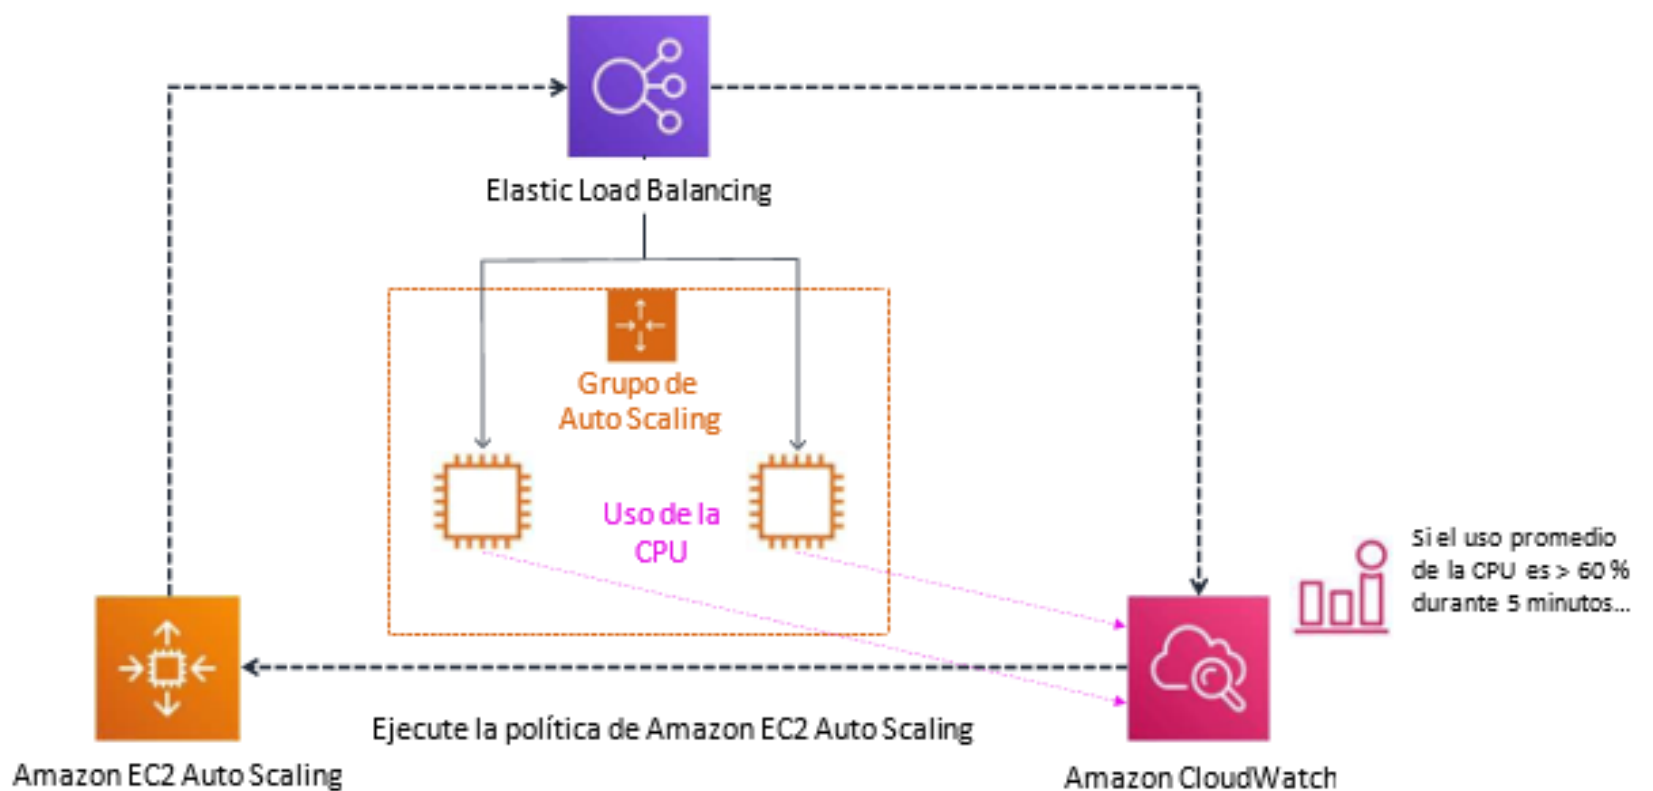 Elastic Load Balancing
Grupo de
Auto Scaling
Uso de la
CPU
Si el uso promedio
de la CPU es > 60 %
durante 5 minutos...
Ejecute la política de Amazon EC2 Auto Scaling
Amazon EC2 Auto Scaling
Amazon CloudWatch